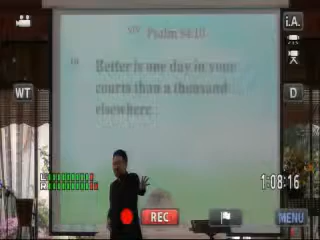 Psalm 84:10
i.A.
10 Better is one day in your
courts than a thousand
elsewhere
WT
D
L
R
1:08:16
REC
MENU